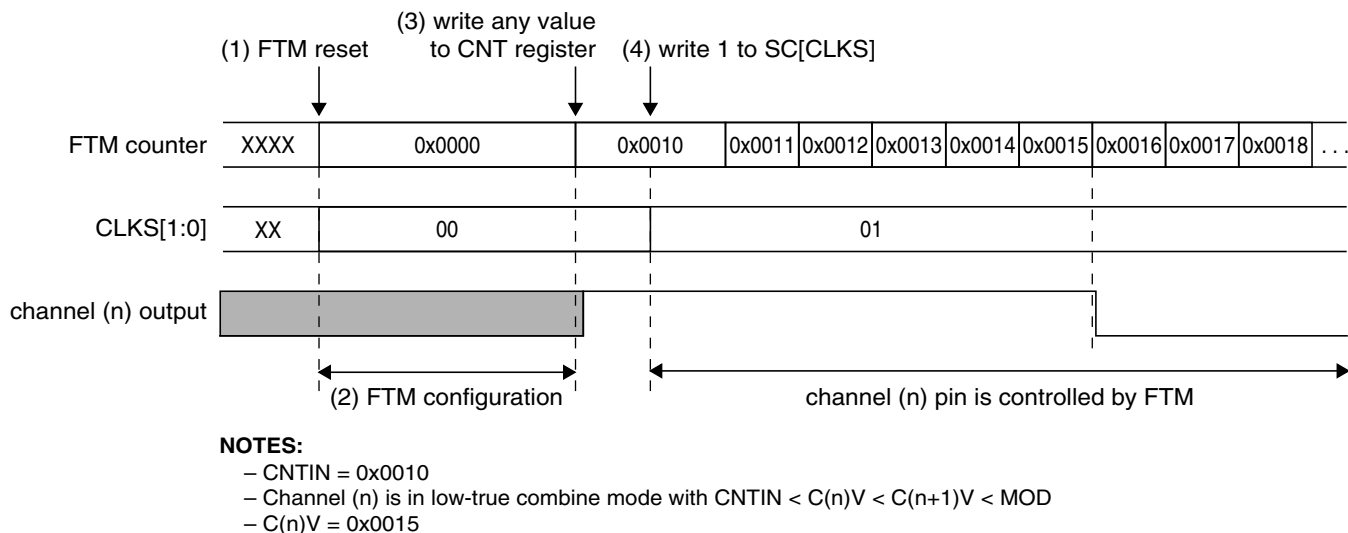 (3) write any value
(1) FTM reset to CNT register (4) write 1 to SC[CLKS]
FTM counter XXXX 0x0000 0x0010 0x0011 0x0012 0x0013 0x0014 0x0015 0x0016 0x0017 0x0018 . . .
CLKS[1:0] XX 00 01
channel (n) output
(2) FTM configuration channel (n) pin is controlled by FTM
NOTES:
– CNTIN = 0x0010
– Channel (n) is in low-true combine mode with CNTIN < C(n)V < C(n+1)V < MOD
– C(n)V = 0x0015